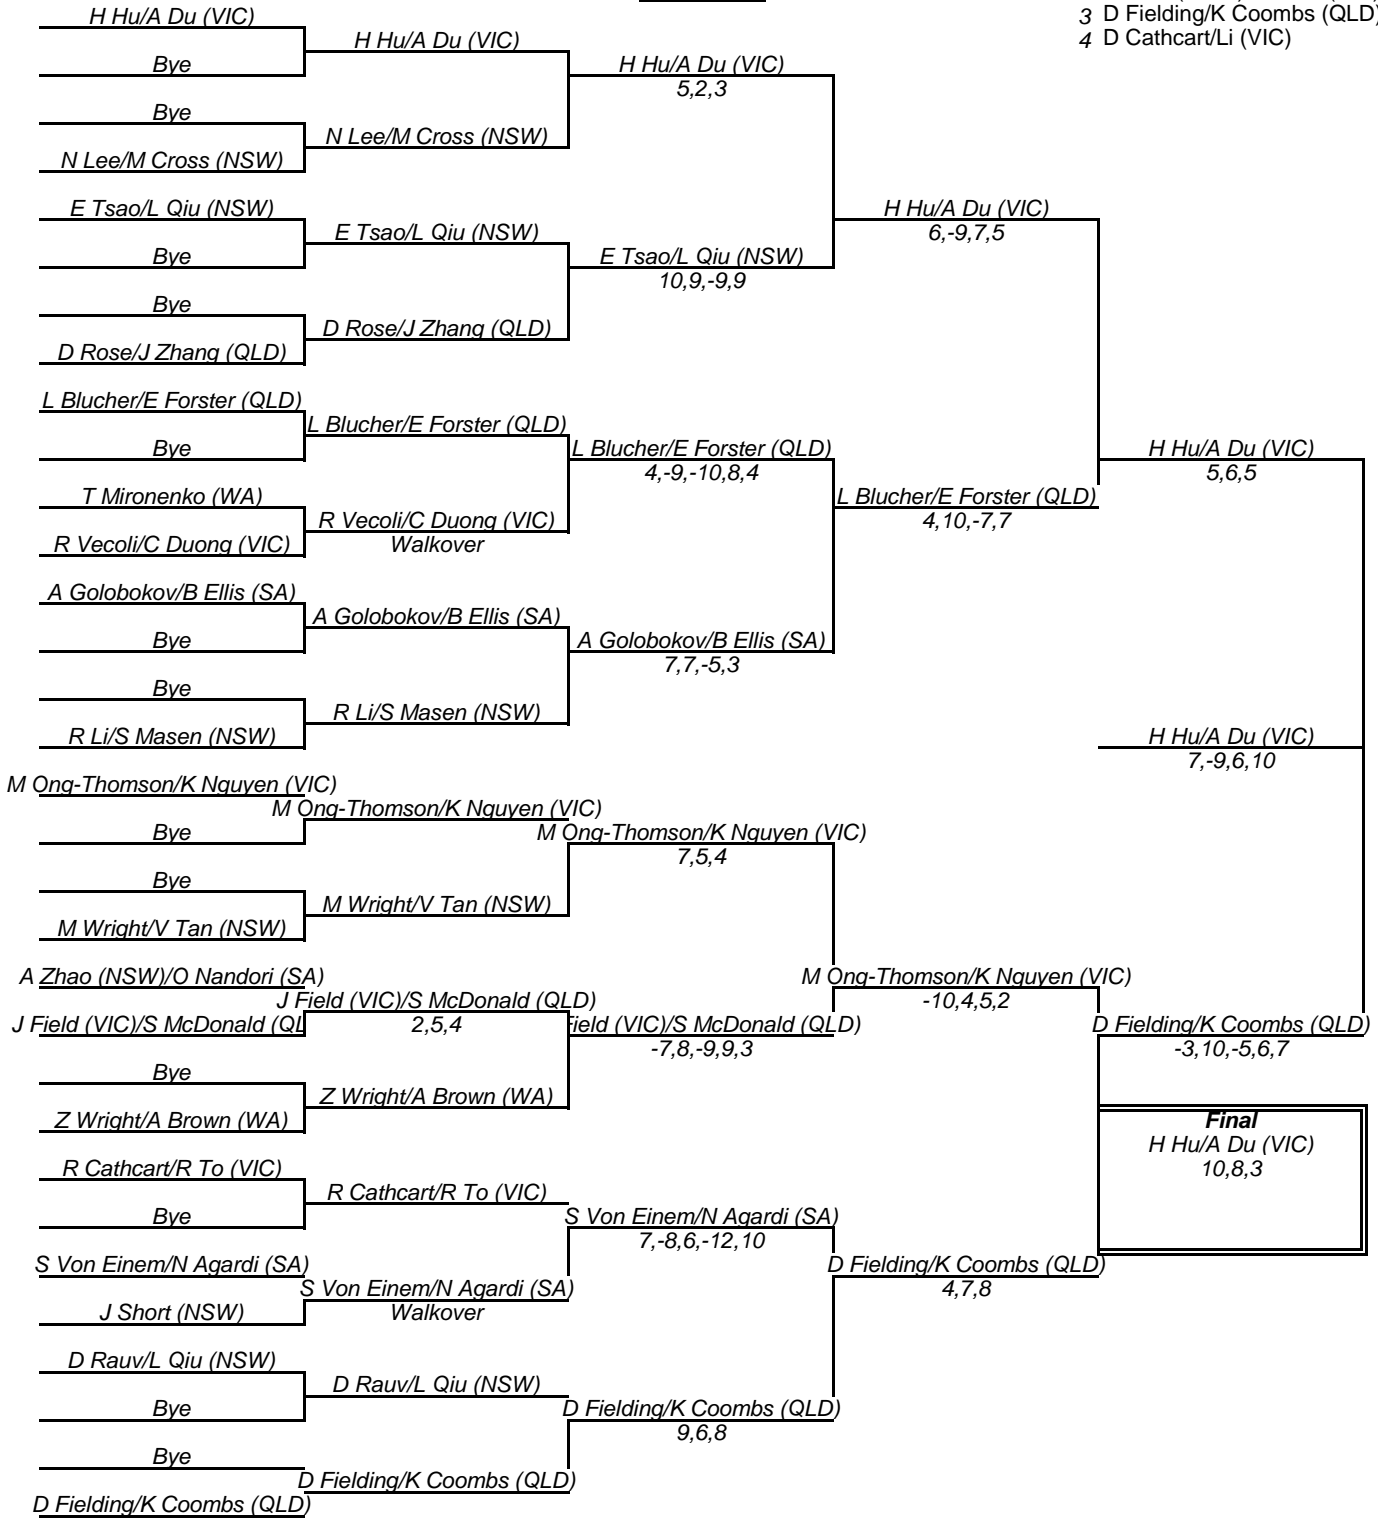 3 D Fielding/K Coombs (QLD)
4 D Cathcart/Li (VIC)
H Hu/A Du (VIC)
Bye
Bye
N Lee/M Cross (NSW)
E Tsao/L Qiu (NSW)
Bye
Bye
D Rose/J Zhang (QLD)
L Blucher/E Forster (QLD)
Bye
T Mironenko (WA)
R Vecoli/C Duong (VIC)
A Golobokov/B Ellis (SA)
Bye
Bye
R Li/S Masen (NSW)
M Ong-Thomson/K Nguyen (VIC)
Bye
Bye
M Wright/V Tan (NSW)
A Zhao (NSW)/O Nandori (SA)
J Field (VIC)/S McDonald (QL
Bye
Z Wright/A Brown (WA)
R Cathcart/R To (VIC)
Bye
S Von Einem/N Agardi (SA)
J Short (NSW)
D Rauv/L Qiu (NSW)
Bye
Bye
D Fielding/K Coombs (QLD)
H Hu/A Du (VIC)
N Lee/M Cross (NSW)
E Tsao/L Qiu (NSW)
D Rose/J Zhang (QLD)
L Blucher/E Forster (QLD)
R Vecoli/C Duong (VIC)
Walkover
A Golobokov/B Ellis (SA)
R Li/S Masen (NSW)
M Ong-Thomson/K Nguyen (VIC)
M Wright/V Tan (NSW)
J Field (VIC)/S McDonald (QLD)
2,5,4
Z Wright/A Brown (WA)
R Cathcart/R To (VIC)
S Von Einem/N Agardi (SA)
Walkover
D Rauv/L Qiu (NSW)
D Fielding/K Coombs (QLD)
H Hu/A Du (VIC)
5,2,3
E Tsao/L Qiu (NSW)
10,9,-9,9
L Blucher/E Forster (QLD)
4,-9,-10,8,4
A Golobokov/B Ellis (SA)
7,7,-5,3
M Ong-Thomson/K Nguyen (VIC)
7,5,4
Field (VIC)/S McDonald (QLD)
-7,8,-9,9,3
S Von Einem/N Agardi (SA)
7,-8,6,-12,10
D Fielding/K Coombs (QLD)
9,6,8
H Hu/A Du (VIC)
6,-9,7,5
L Blucher/E Forster (QLD)
4,10,-7,7
M Ong-Thomson/K Nguyen (VIC)
-10,4,5,2
D Fielding/K Coombs (QLD)
4,7,8
H Hu/A Du (VIC)
5,6,5
H Hu/A Du (VIC)
7,-9,6,10
D Fielding/K Coombs (QLD)
-3,10,-5,6,7
Final
H Hu/A Du (VIC)
10,8,3